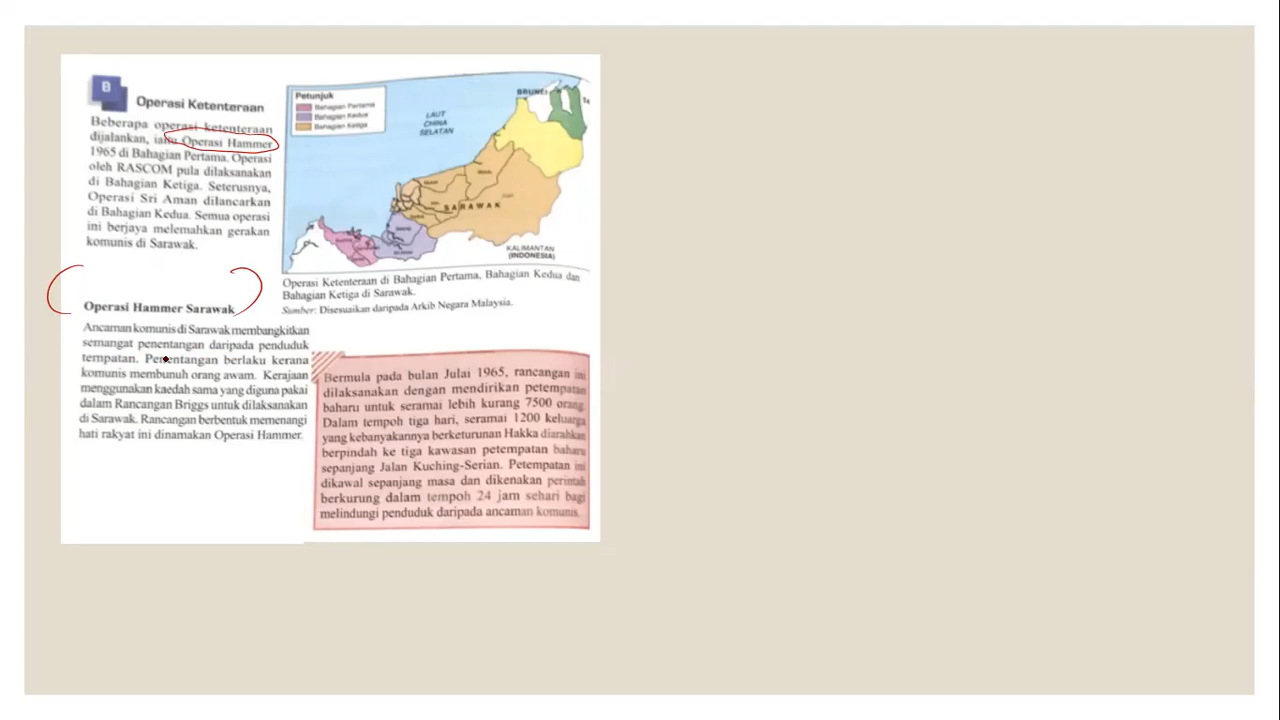 B
Operasi Ketenteraan
Beberapa operasi ketenteraan
dijalankan, iaitu Operasi Hammer
1965 di Bahagian Pertama. Operasi
oleh RASCOM pula dilaksanakan
di Bahagian Ketiga. Seterusnya,
Operasi Sri Aman dilancarkan
di Bahagian Kedua. Semua operasi
ini berjaya melemahkan gerakan
komunis di Sarawak.
Petunjuk
Bahagian Pertama
Bahagian Kedua
Bahagian Ketiga
LAUT
CHINA
SELATAN
BRUNEI
SARAWAK
KALIMANTAN
(INDONESIA)
Operasi Ketenteraan di Bahagian Pertama, Bahagian Kedua dan
Bahagian Ketiga di Sarawak.
Sumber: Disesuaikan daripada Arkib Negara Malaysia.
Operasi Hammer Sarawak
Ancaman komunis di Sarawak membangkitkan
semangat penentangan daripada penduduk
tempatan. Penentangan berlaku kerana
komunis membunuh orang awam. Kerajaan
menggunakan kaedah sama yang diguna pakai
dalam Rancangan Briggs untuk dilaksanakan
di Sarawak. Rancangan berbentuk memenangi
hati rakyat ini dinamakan Operasi Hammer.
Bermula pada bulan Julai 1965, rancangan ini
dilaksanakan dengan mendirikan petempatan
baharu untuk seramai lebih kurang 7500 orang.
Dalam tempoh tiga hari, seramai 1200 keluarga
yang kebanyakannya berketurunan Hakka diarahkan
berpindah ke tiga kawasan petempatan baharu
sepanjang Jalan Kuching-Serian. Petempatan ini
dikawal sepanjang masa dan dikenakan perintah
berkurung dalam tempoh 24 jam sehari bagi
melindungi penduduk daripada ancaman komunis.